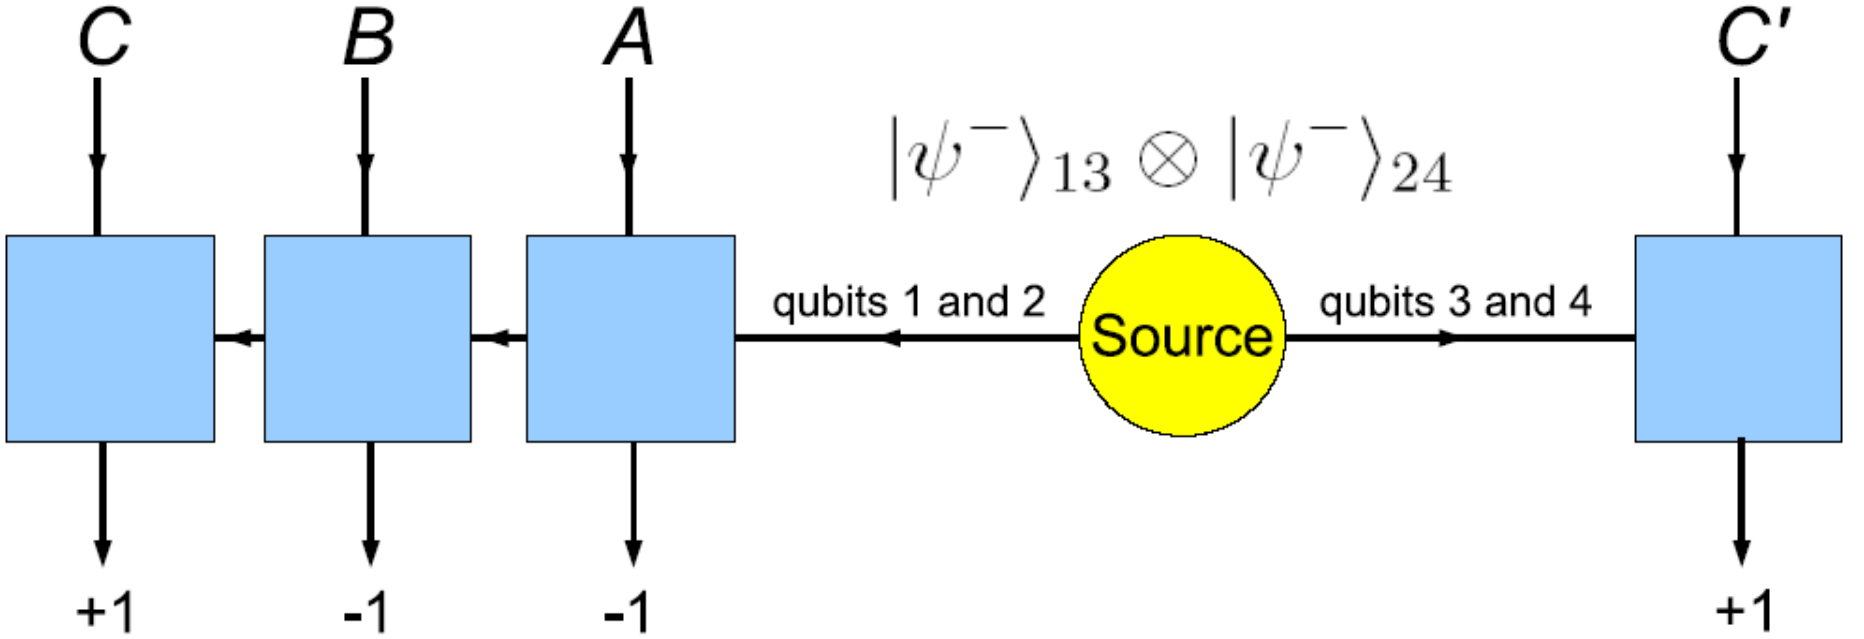 C B A C'
|ψ⁻⟩₁₃ ⊗ |ψ⁻⟩₂₄
qubits 1 and 2 Source qubits 3 and 4
+1 -1 -1 +1